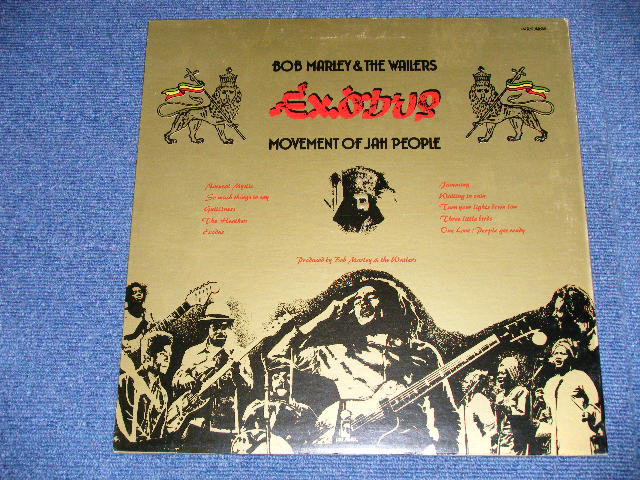 BOB MARLEY & THE WAILERS
Exodus
MOVEMENT OF JAH PEOPLE
Natural Mystic
So much things to say
Guiltiness
The Heathen
Exodus
Jamming
Waiting in vain
Turn your lights down low
Three little birds
One Love / People get ready
Produced by Bob Marley & the Wailers